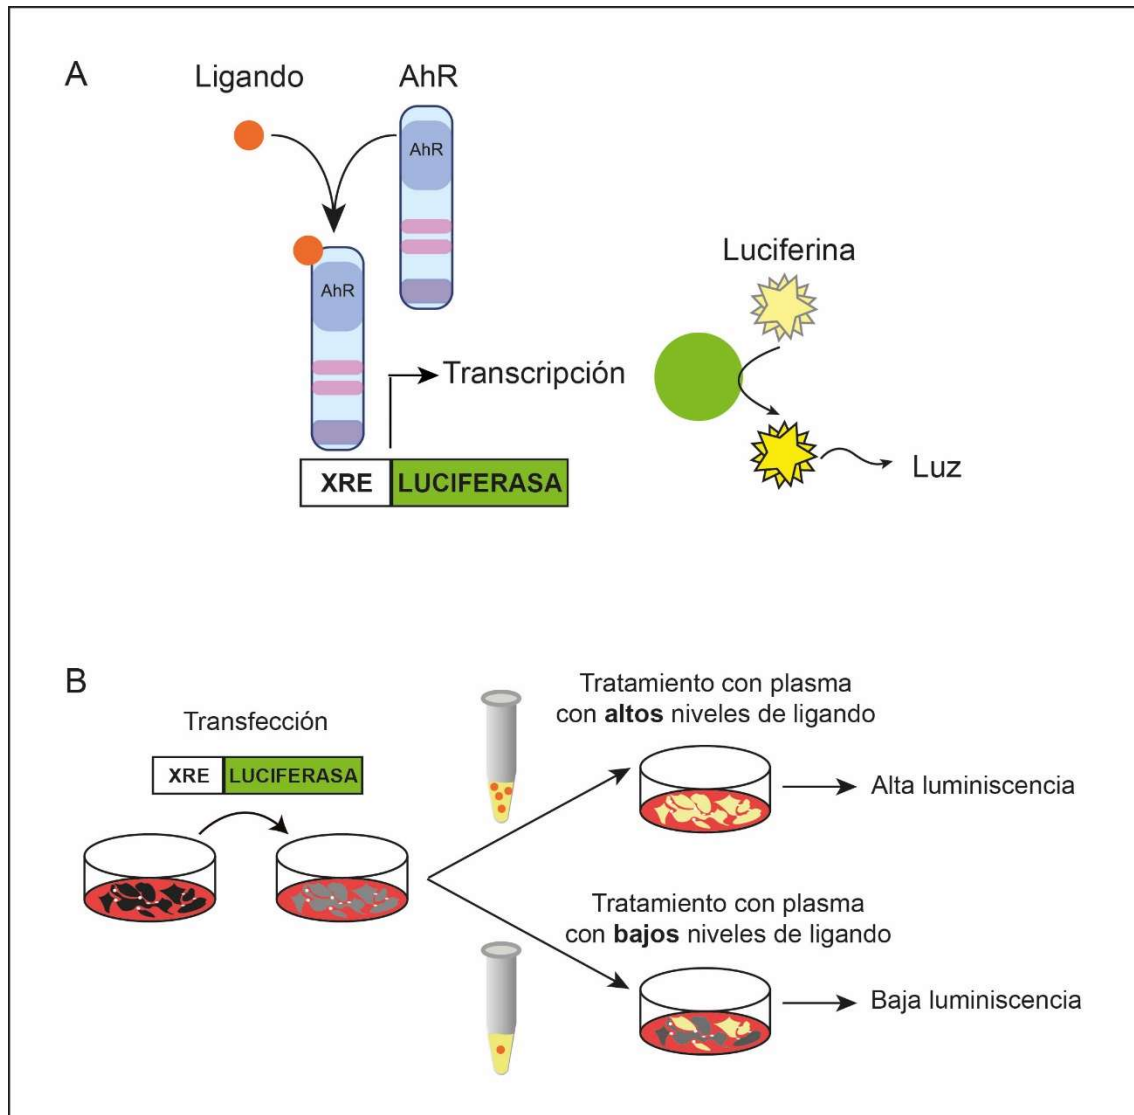 A
Ligando
AhR
AhR
AhR
Luciferina
Transcripción
Luz
XRE
LUCIFERASA
B
Transfección
XRE
LUCIFERASA
Tratamiento con plasma
con altos niveles de ligando
Alta luminiscencia
Tratamiento con plasma
con bajos niveles de ligando
Baja luminiscencia